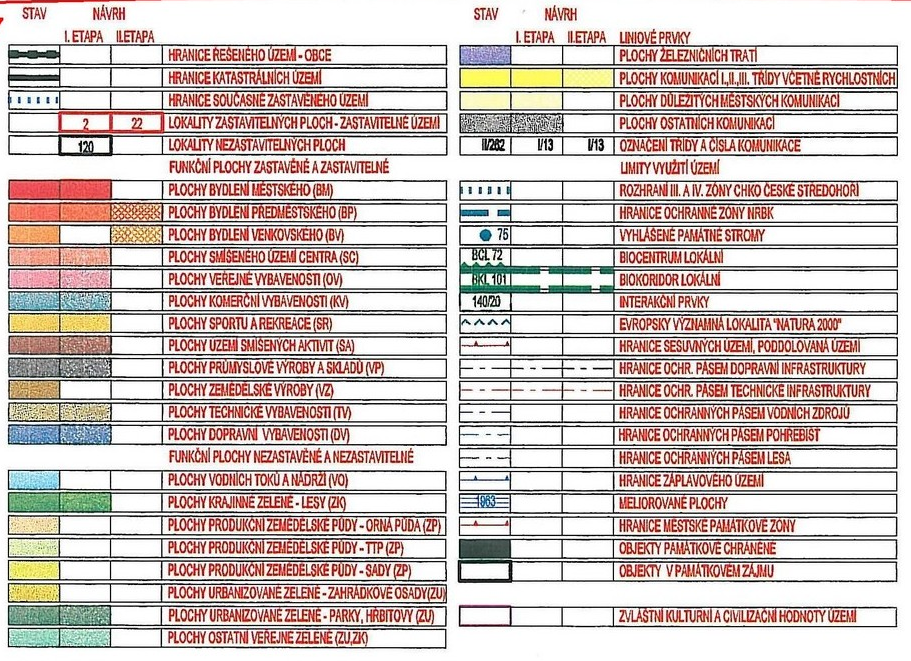 STAV NÁVRH
I. ETAPA II.ETAPA
HRANICE ŘEŠENÉHO ÚZEMÍ - OBCE
HRANICE KATASTRÁLNÍCH ÚZEMÍ
HRANICE SOUČASNĚ ZASTAVĚNÉHO ÚZEMÍ
2 22 LOKALITY ZASTAVITELNÝCH PLOCH - ZASTAVITELNÉ ÚZEMÍ
120 LOKALITY NEZASTAVITELNÝCH PLOCH
FUNKČNÍ PLOCHY ZASTAVĚNÉ A ZASTAVITELNÉ
PLOCHY BYDLENÍ MĚSTSKÉHO (BM)
PLOCHY BYDLENÍ PŘEDMĚSTSKÉHO (BP)
PLOCHY BYDLENÍ VENKOVSKÉHO (BV)
PLOCHY SMÍŠENÉHO ÚZEMÍ CENTRA (SC)
PLOCHY VEŘEJNÉ VYBAVENOSTI (OV)
PLOCHY KOMERČNÍ VYBAVENOSTI (KV)
PLOCHY SPORTU A REKREACE (SR)
PLOCHY ÚZEMÍ SMÍŠENÝCH AKTIVIT (SA)
PLOCHY PRŮMYSLOVÉ VÝROBY A SKLADŮ (VP)
PLOCHY ZEMĚDĚLSKÉ VÝROBY (VZ)
PLOCHY TECHNICKÉ VYBAVENOSTI (TV)
PLOCHY DOPRAVNÍ VYBAVENOSTI (DV)
FUNKČNÍ PLOCHY NEZASTAVĚNÉ A NEZASTAVITELNÉ
PLOCHY VODNÍCH TOKŮ A NÁDRŽÍ (VO)
PLOCHY KRAJINNÉ ZELENĚ - LESY (ZK)
PLOCHY PRODUKČNÍ ZEMĚDĚLSKÉ PŮDY - ORNÁ PŮDA (ZP)
PLOCHY PRODUKČNÍ ZEMĚDĚLSKÉ PŮDY - TTP (ZP)
PLOCHY PRODUKČNÍ ZEMĚDĚLSKÉ PŮDY - SADY (ZP)
PLOCHY URBANIZOVANÉ ZELENĚ - ZAHRÁDKOVÉ OSADY(ZU)
PLOCHY URBANIZOVANÉ ZELENĚ - PARKY, HŘBITOVY (ZU)
PLOCHY OSTATNÍ VEŘEJNÉ ZELENĚ (ZU,ZK)
STAV NÁVRH
I. ETAPA II.ETAPA LINIOVÉ PRVKY
PLOCHY ŽELEZNIČNÍCH TRATÍ
PLOCHY KOMUNIKACÍ I.,II.,III. TŘÍDY VČETNĚ RYCHLOSTNÍCH
PLOCHY DŮLEŽITÝCH MĚSTSKÝCH KOMUNIKACÍ
PLOCHY OSTATNÍCH KOMUNIKACÍ
II/262 I/13 I/13 OZNAČENÍ TŘÍDY A ČÍSLA KOMUNIKACE
LIMITY VYUŽITÍ ÚZEMÍ
ROZHRANÍ III. A IV. ZÓNY CHKO ČESKÉ STŘEDOHOŘÍ
HRANICE OCHRANNÉ ZÓNY NRBK
75 VYHLÁŠENÉ PAMÁTNÉ STROMY
BCL 72 BIOCENTRUM LOKÁLNÍ
BKL 101 BIOKORIDOR LOKÁLNÍ
140/20 INTERAKČNÍ PRVKY
EVROPSKY VÝZNAMNÁ LOKALITA "NATURA 2000"
HRANICE SESUVNÝCH ÚZEMÍ, PODDOLOVANÁ ÚZEMÍ
HRANICE OCHR. PÁSEM DOPRAVNÍ INFRASTRUKTURY
HRANICE OCHR. PÁSEM TECHNICKÉ INFRASTRUKTURY
HRANICE OCHRANNÝCH PÁSEM VODNÍCH ZDROJŮ
HRANICE OCHRANNÝCH PÁSEM POHŘEBIŠŤ
HRANICE OCHRANNÝCH PÁSEM LESA
HRANICE ZÁPLAVOVÉHO ÚZEMÍ
1963 MELIOROVANÉ PLOCHY
HRANICE MĚSTSKÉ PAMÁTKOVÉ ZÓNY
OBJEKTY PAMÁTKOVĚ CHRÁNĚNÉ
OBJEKTY V PAMÁTKOVÉM ZÁJMU
ZVLÁŠTNÍ KULTURNÍ A CIVILIZAČNÍ HODNOTY ÚZEMÍ